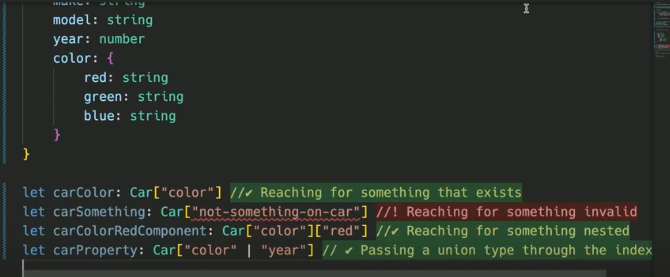 make: string
model: string
year: number
color: {
red: string
green: string
blue: string
}
}
let carColor: Car["color"] //✔ Reaching for something that exists
let carSomething: Car["not-something-on-car"] //! Reaching for something invalid
let carColorRedComponent: Car["color"]["red"] //✔ Reaching for something nested
let carProperty: Car["color" | "year"] // ✔ Passing a union type through the index